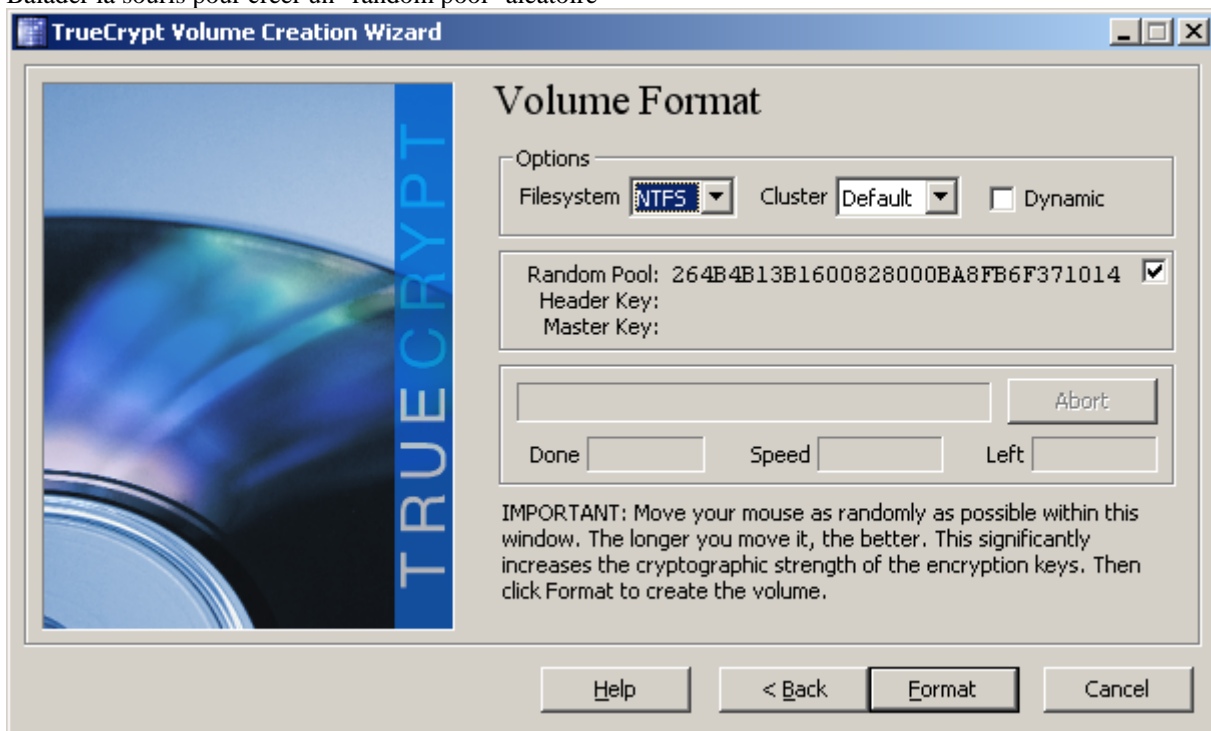 Balader la souris pour créer un "random pool" aléatoire
TrueCrypt Volume Creation Wizard
TRUECRYPT
Volume Format
Options
Filesystem NTFS Cluster Default Dynamic
Random Pool: 264B4B13B1600828000BA8FB6F371014
Header Key:
Master Key:
Abort
Done Speed Left
IMPORTANT: Move your mouse as randomly as possible within this
window. The longer you move it, the better. This significantly
increases the cryptographic strength of the encryption keys. Then
click Format to create the volume.
Help < Back Format Cancel